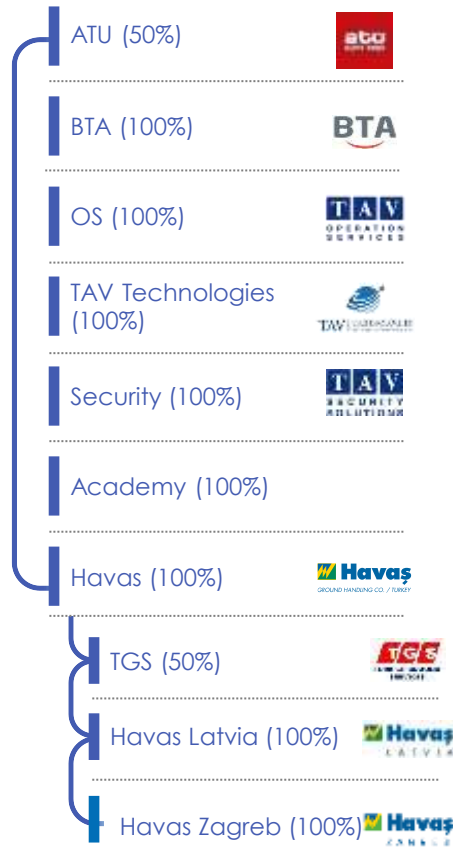 ATU (50%)
atu
BTA (100%)
BTA
OS (100%)
TAV
OPERATION
SERVICES
TAV Technologies
(100%)
TAV
Security (100%)
TAV
SECURITY
SOLUTIONS
Academy (100%)
Havas (100%)
Havaş
GROUND HANDLING CO. / TURKEY
TGS (50%)
TGS
Havas Latvia (100%)
Havaş
LATVIA
Havas Zagreb (100%)
Havaş